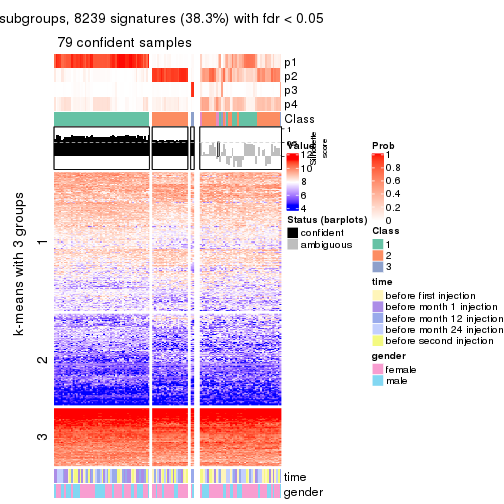 subgroups, 8239 signatures (38.3%) with fdr < 0.05
79 confident samples
p1
p2
p3
p4
Class
1
Silhouette
score
Value
12
10
8
6
4
Status (barplots)
confident
ambiguous
Prob
1
0.8
0.6
0.4
0.2
0
Class
1
2
3
time
before first injection
before month 1 injection
before month 12 injection
before month 24 injection
before second injection
gender
female
male
k-means with 3 groups
1
2
3
time
gender